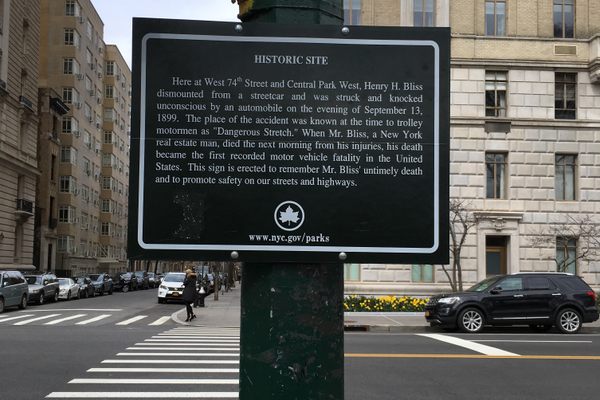 HISTORIC SITE
Here at West 74th Street and Central Park West, Henry H. Bliss
dismounted from a streetcar and was struck and knocked
unconscious by an automobile on the evening of September 13,
1899. The place of the accident was known at the time to trolley
motormen as "Dangerous Stretch." When Mr. Bliss, a New York
real estate man, died the next morning from his injuries, his death
became the first recorded motor vehicle fatality in the United
States. This sign is erected to remember Mr. Bliss' untimely death
and to promote safety on our streets and highways.
www.nyc.gov/parks